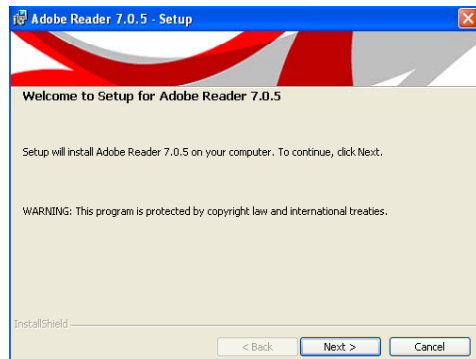 Adobe Reader 7.0.5 - Setup
Welcome to Setup for Adobe Reader 7.0.5
Setup will install Adobe Reader 7.0.5 on your computer. To continue, click Next.
WARNING: This program is protected by copyright law and international treaties.
InstallShield
< Back Next > Cancel